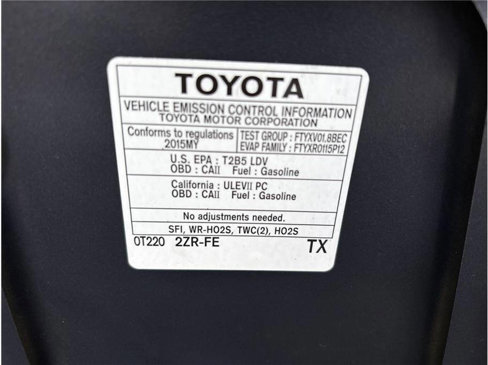 TOYOTA
VEHICLE EMISSION CONTROL INFORMATION
TOYOTA MOTOR CORPORATION
Conforms to regulations
2015MY
TEST GROUP : FTYXV01.8BEC
EVAP FAMILY : FTYXR0115P12
U.S. EPA : T2B5 LDV
OBD : CAII Fuel : Gasoline
California : ULEVII PC
OBD : CAII Fuel : Gasoline
No adjustments needed.
SFI, WR-HO2S, TWC(2), HO2S
0T220 2ZR-FE TX